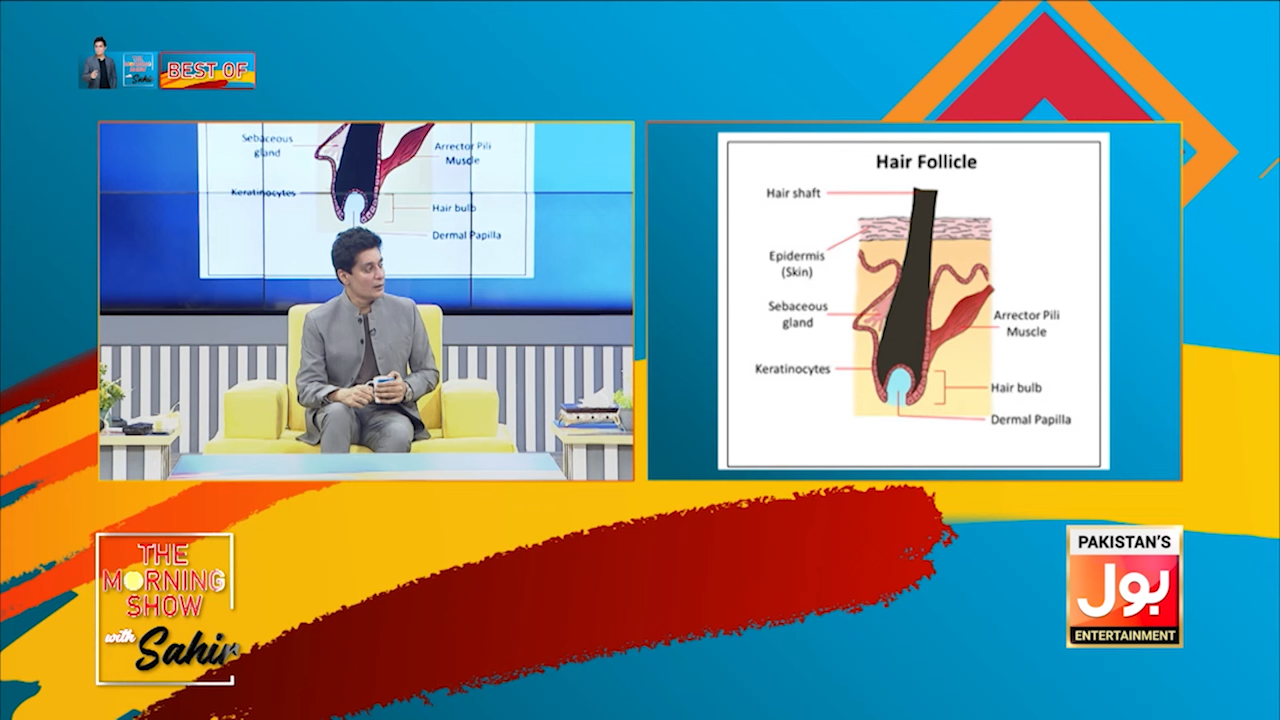 BEST OF
Sebaceous
gland
Arrector Pili
Muscle
Keratinocytes
Hair bulb
Dermal Papilla
Hair Follicle
Hair shaft
Epidermis
(Skin)
Sebaceous
gland
Arrector Pili
Muscle
Keratinocytes
Hair bulb
Dermal Papilla
THE
MORNING
SHOW
with
Sahir
PAKISTAN'S
بول
ENTERTAINMENT